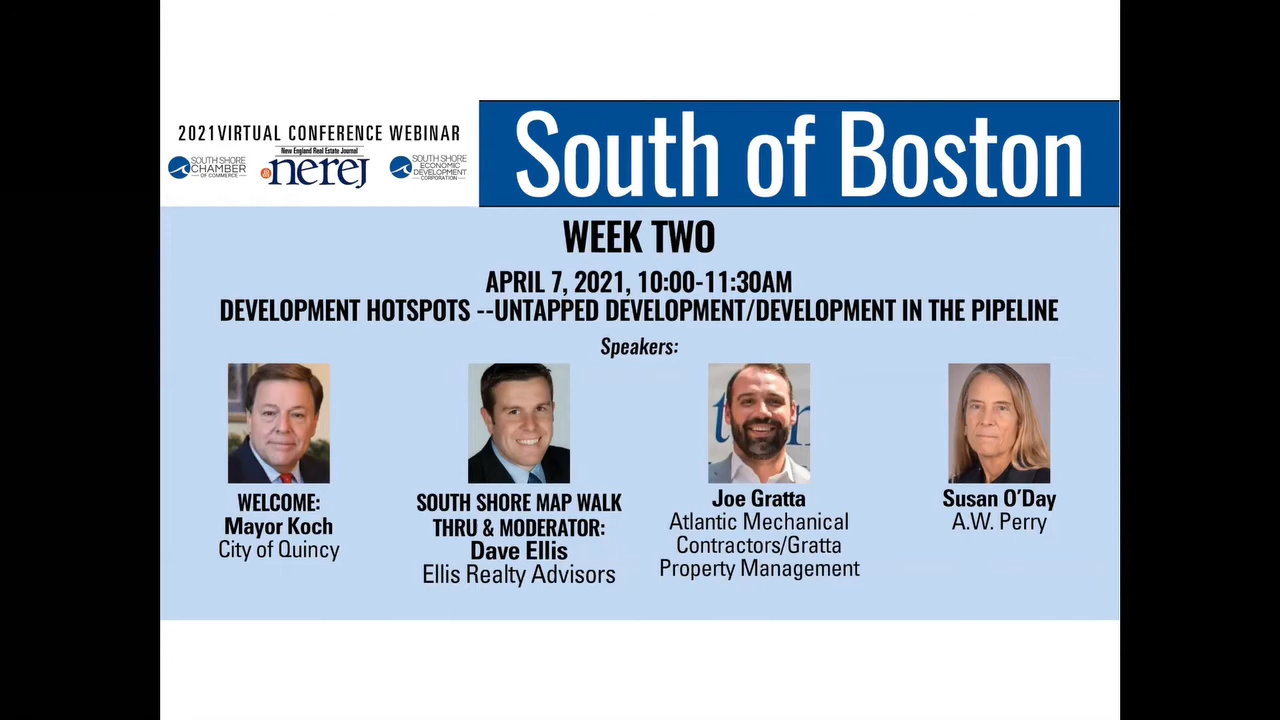 2021VIRTUAL CONFERENCE WEBINAR
SOUTH SHORE
CHAMBER
OF COMMERCE
New England Real Estate Journal
nerej
SOUTH SHORE
ECONOMIC
DEVELOPMENT
CORPORATION
South of Boston
WEEK TWO
APRIL 7, 2021, 10:00-11:30AM
DEVELOPMENT HOTSPOTS --UNTAPPED DEVELOPMENT/DEVELOPMENT IN THE PIPELINE
Speakers:
WELCOME:
Mayor Koch
City of Quincy
SOUTH SHORE MAP WALK
THRU & MODERATOR:
Dave Ellis
Ellis Realty Advisors
Joe Gratta
Atlantic Mechanical
Contractors/Gratta
Property Management
Susan O'Day
A.W. Perry